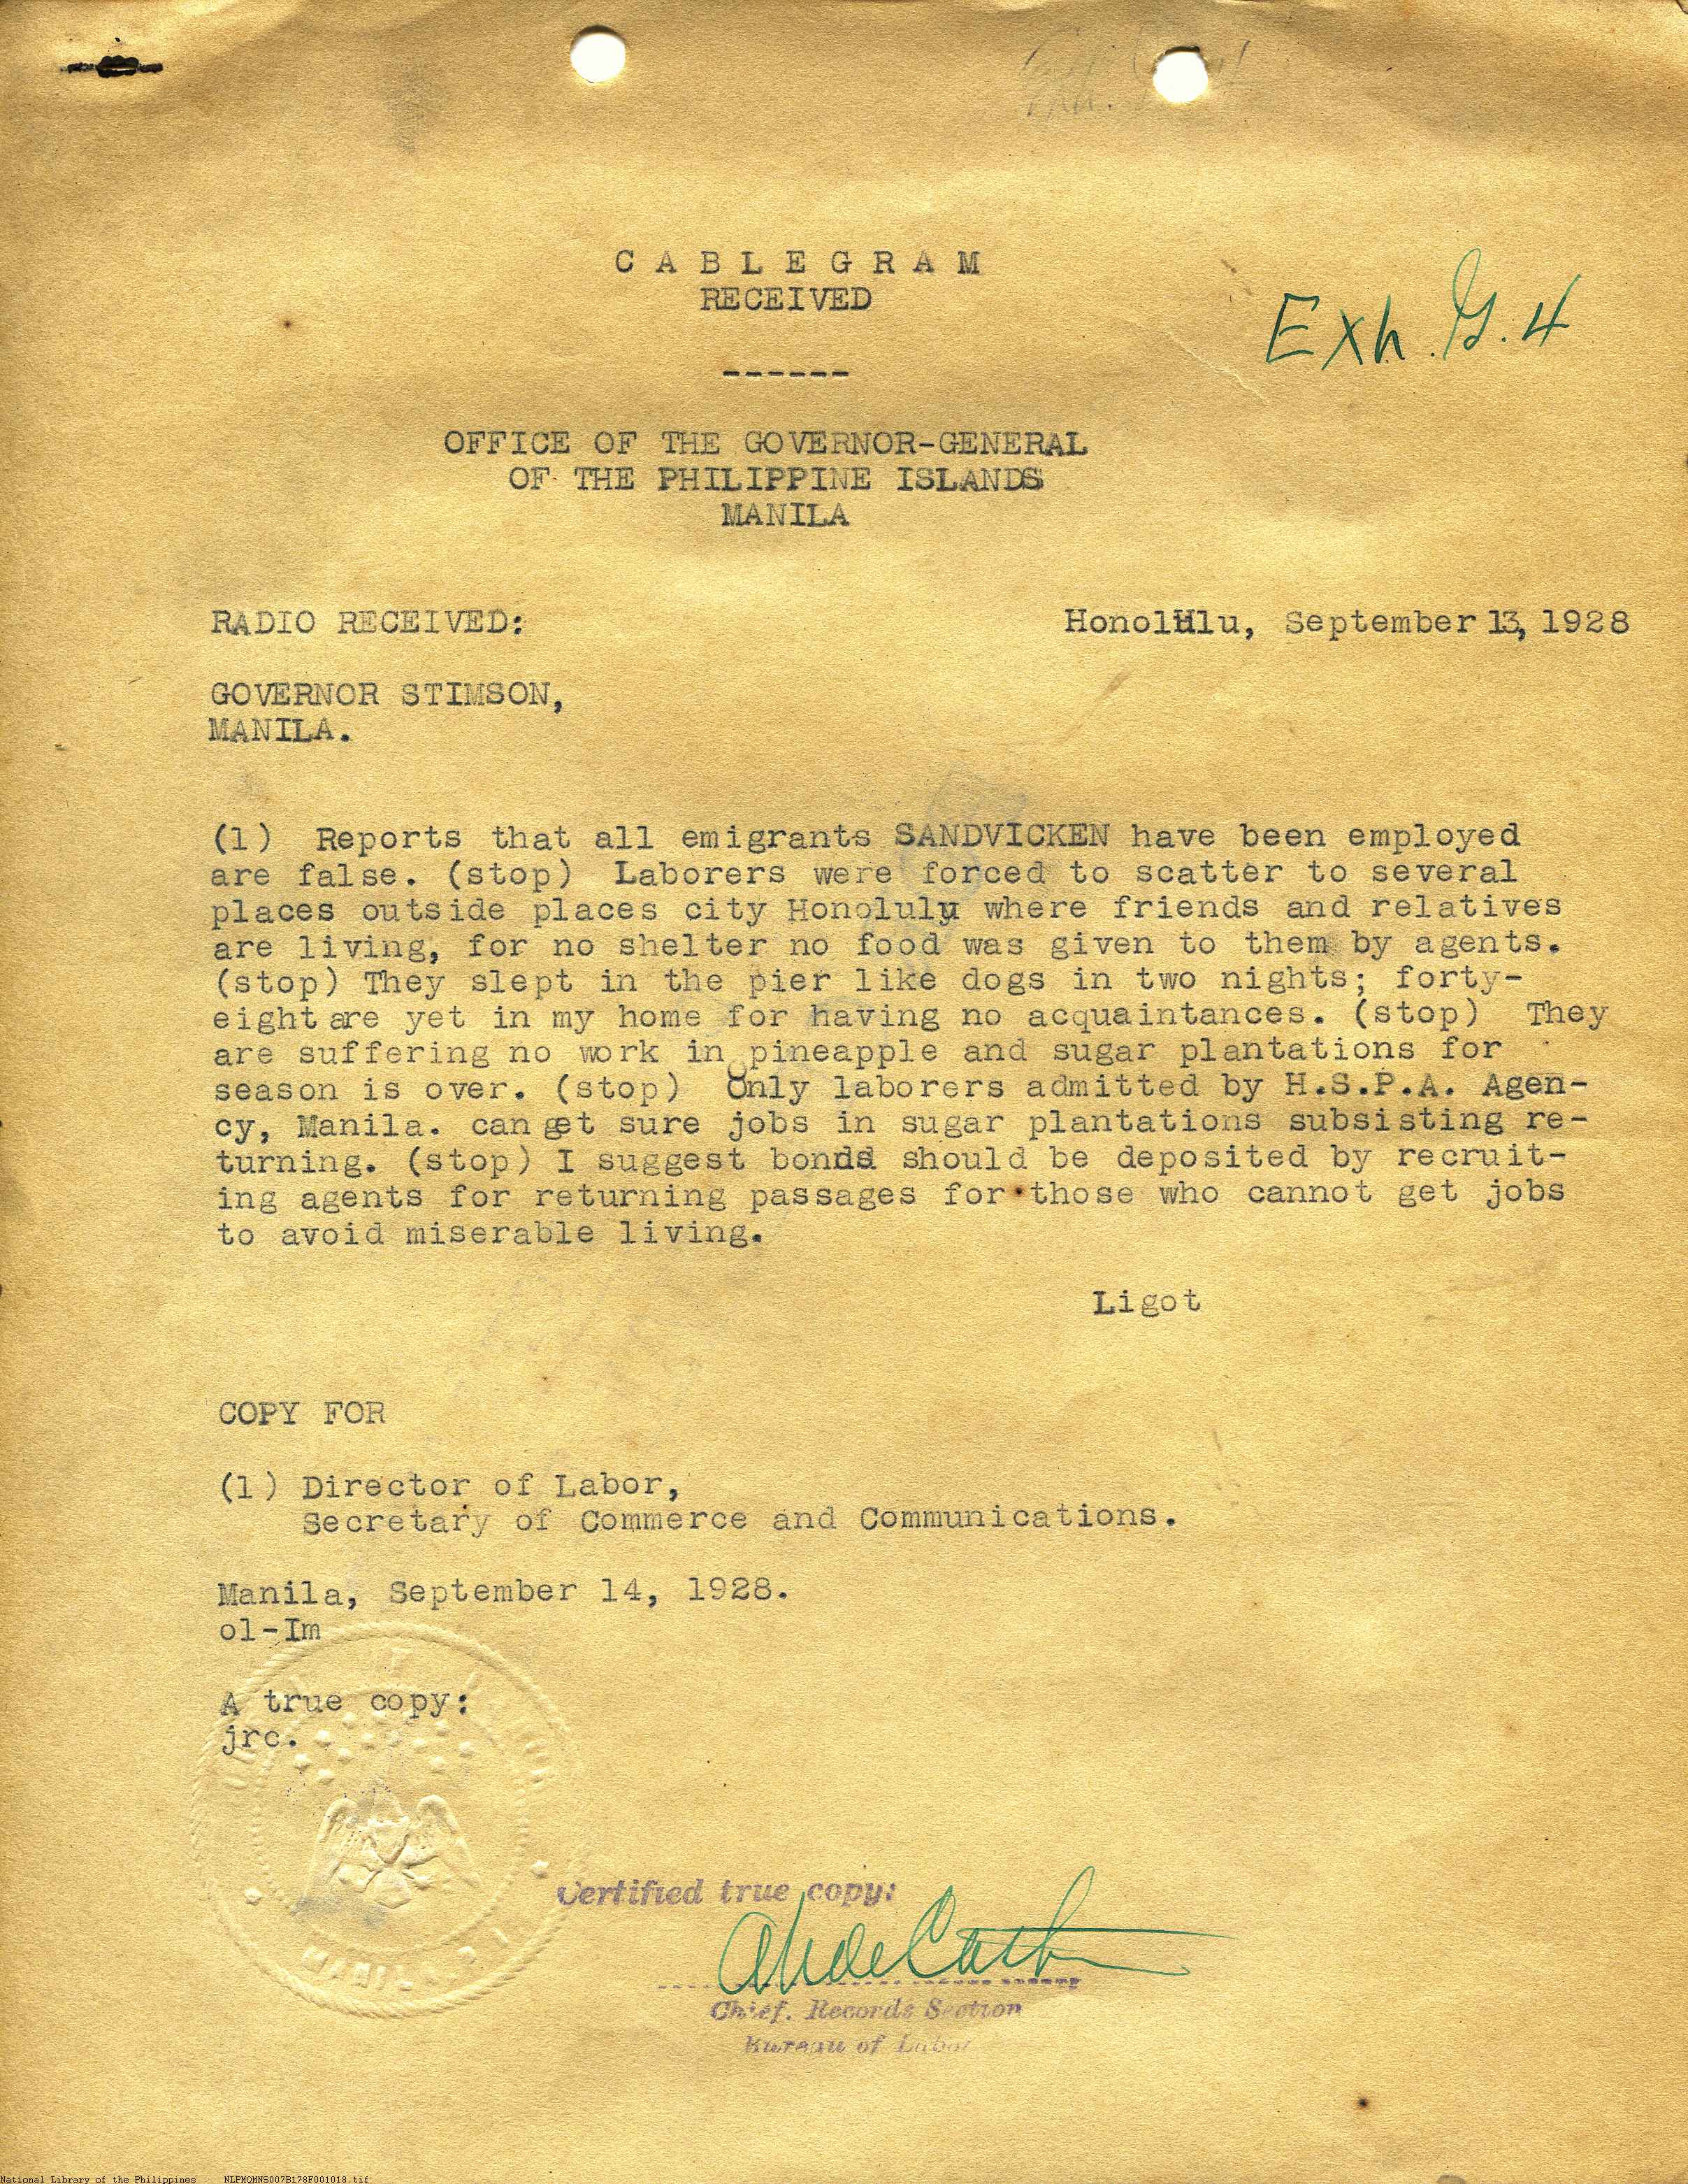 C A B L E G R A M
RECEIVED
------
Exh. G. 4
OFFICE OF THE GOVERNOR-GENERAL
OF THE PHILIPPINE ISLANDS
MANILA
RADIO RECEIVED: Honolulu, September 13, 1928
GOVERNOR STIMSON,
MANILA.
(1) Reports that all emigrants SANDVICKEN have been employed
are false. (stop) Laborers were forced to scatter to several
places outside places city Honolulu where friends and relatives
are living, for no shelter no food was given to them by agents.
(stop) They slept in the pier like dogs in two nights; forty-
eight are yet in my home for having no acquaintances. (stop) They
are suffering no work in pineapple and sugar plantations for
season is over. (stop) Only laborers admitted by H.S.P.A. Agen-
cy, Manila. can get sure jobs in sugar plantations subsisting re-
turning. (stop) I suggest bonds should be deposited by recruit-
ing agents for returning passages for those who cannot get jobs
to avoid miserable living.
Ligot
COPY FOR
(1) Director of Labor,
Secretary of Commerce and Communications.
Manila, September 14, 1928.
ol-Im
A true copy:
jrc.
MANILA, P. I.
Certified true copy:
Chief. Records Section
Bureau of Labor
National Library of the Philippines NLPMQMNS007B178F001018.tif